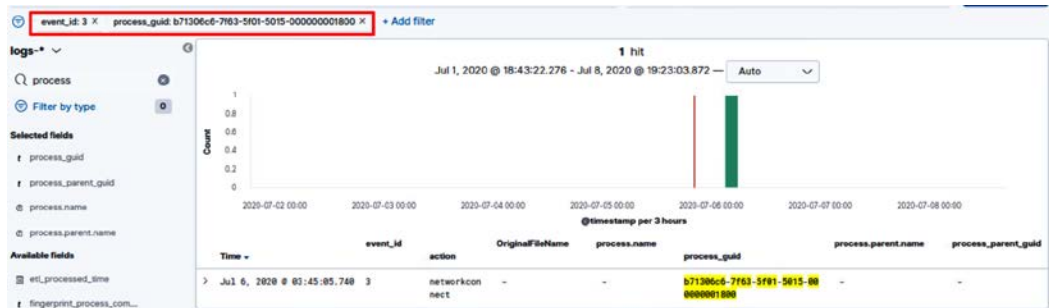 event_id: 3 × process_guid: b71306c6-7f63-5f01-5015-000000001800 × + Add filter
logs-*
process
Filter by type 0
Selected fields
t process_guid
t process_parent_guid
process.name
process.parent.name
Available fields
etl_processed_time
t fingerprint_process_com...
1 hit
Jul 1, 2020 @ 18:43:22.276 - Jul 8, 2020 @ 19:23:03.872 — Auto
Count
1
0.8
0.6
0.4
0.2
0
2020-07-02 00:00 2020-07-03 00:00 2020-07-04 00:00 2020-07-05 00:00 2020-07-06 00:00 2020-07-07 00:00 2020-07-08 00:00
@timestamp per 3 hours
Time event_id action OriginalFileName process.name process_guid process.parent.name process_parent_guid
> Jul 6, 2020 @ 03:45:05.740 3 networkcon - - b71306c6-7f63-5f01-5015-00 - -
nect 0000001800